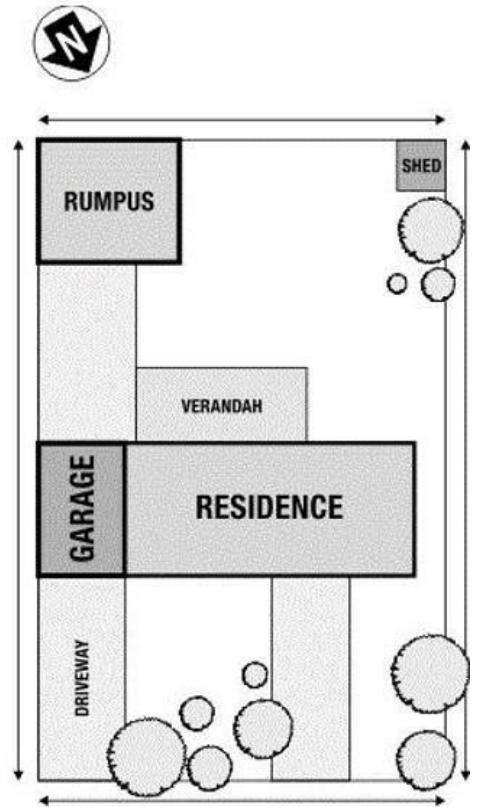 N
SHED
RUMPUS
VERANDAH
GARAGE
RESIDENCE
DRIVEWAY